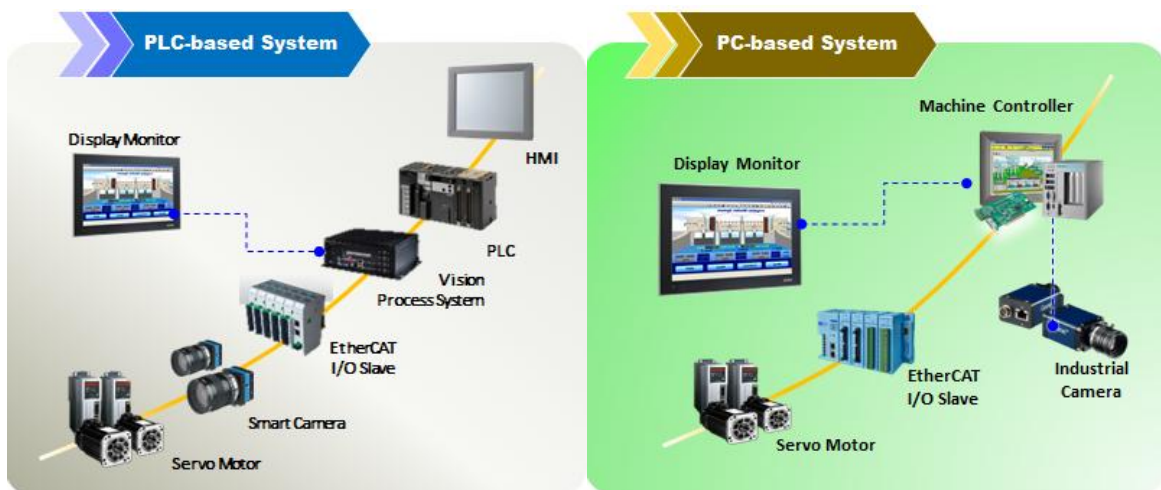 PLC-based System
Display Monitor
HMI
PLC
Vision
Process System
EtherCAT
I/O Slave
Smart Camera
Servo Motor
PC-based System
Machine Controller
Display Monitor
EtherCAT
I/O Slave
Industrial
Camera
Servo Motor